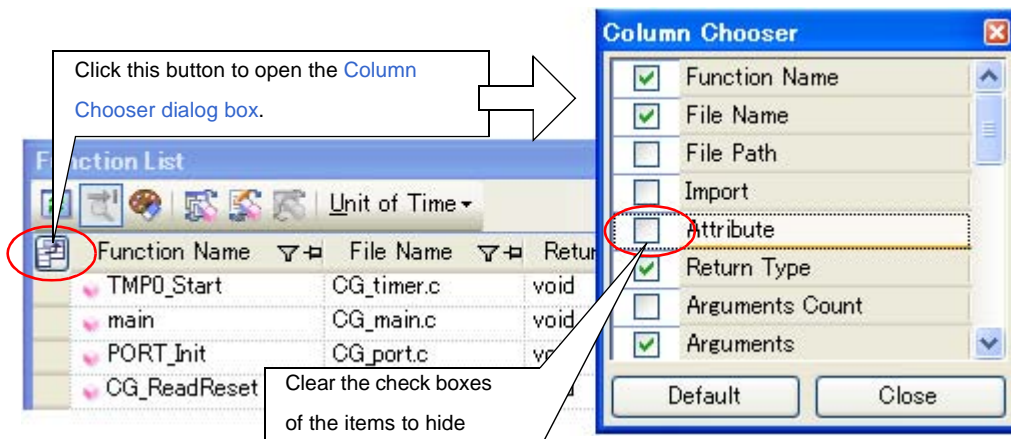 Click this button to open the Column
Chooser dialog box.
Column Chooser
Function Name
File Name
File Path
Import
Attribute
Return Type
Arguments Count
Arguments
Default Close
Function List
Unit of Time
Function Name File Name
TMP0_Start CG_timer.c void
main CG_main.c void
PORT_Init CG_port.c
CG_ReadReset
Clear the check boxes
of the items to hide